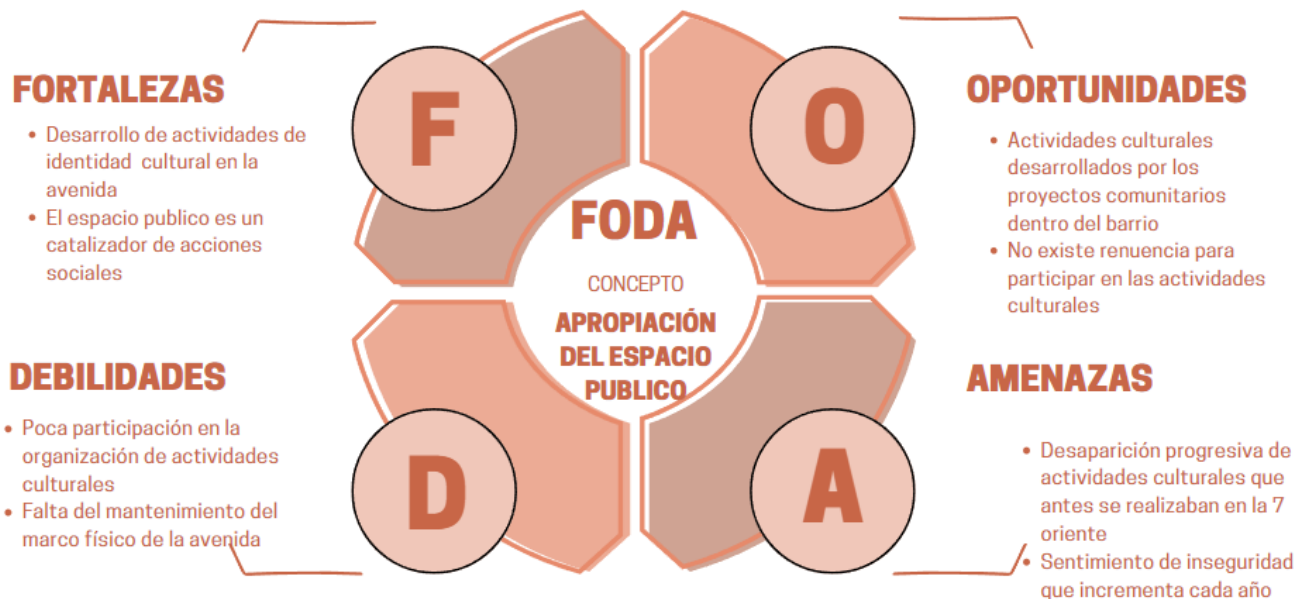 FORTALEZAS
• Desarrollo de actividades de
identidad cultural en la
avenida
• El espacio publico es un
catalizador de acciones
sociales
F
O
OPORTUNIDADES
• Actividades culturales
desarrollados por los
proyectos comunitarios
dentro del barrio
• No existe renuencia para
participar en las actividades
culturales
FODA
CONCEPTO
APROPIACIÓN
DEL ESPACIO
PUBLICO
DEBILIDADES
• Poca participación en la
organización de actividades
culturales
• Falta del mantenimiento del
marco físico de la avenida
D
A
AMENAZAS
• Desaparición progresiva de
actividades culturales que
antes se realizaban en la 7
oriente
• Sentimiento de inseguridad
que incrementa cada año